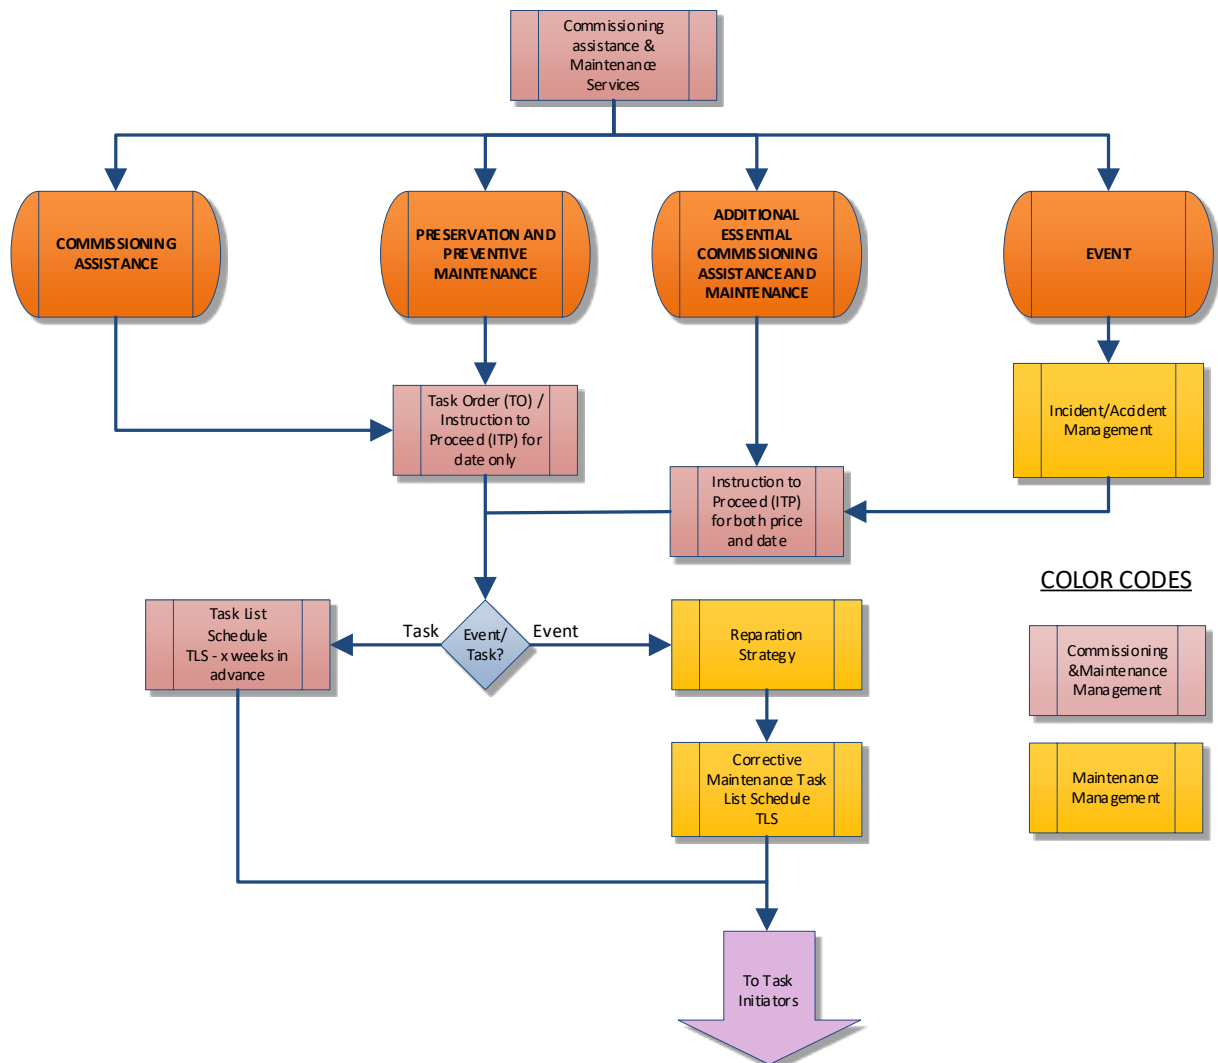 Commissioning
assistance &
Maintenance
Services
COMMISSIONING
ASSISTANCE
PRESERVATION AND
PREVENTIVE
MAINTENANCE
ADDITIONAL
ESSENTIAL
COMMISSIONING
ASSISTANCE AND
MAINTENANCE
EVENT
Task Order (TO) /
Instruction to
Proceed (ITP) for
date only
Incident/Accident
Management
Instruction to
Proceed (ITP)
for both price
and date
COLOR CODES
Task List
Schedule
TLS - x weeks in
advance
Task
Event/
Task?
Event
Reparation
Strategy
Commissioning
&Maintenance
Management
Corrective
Maintenance Task
List Schedule
TLS
Maintenance
Management
To Task
Initiators